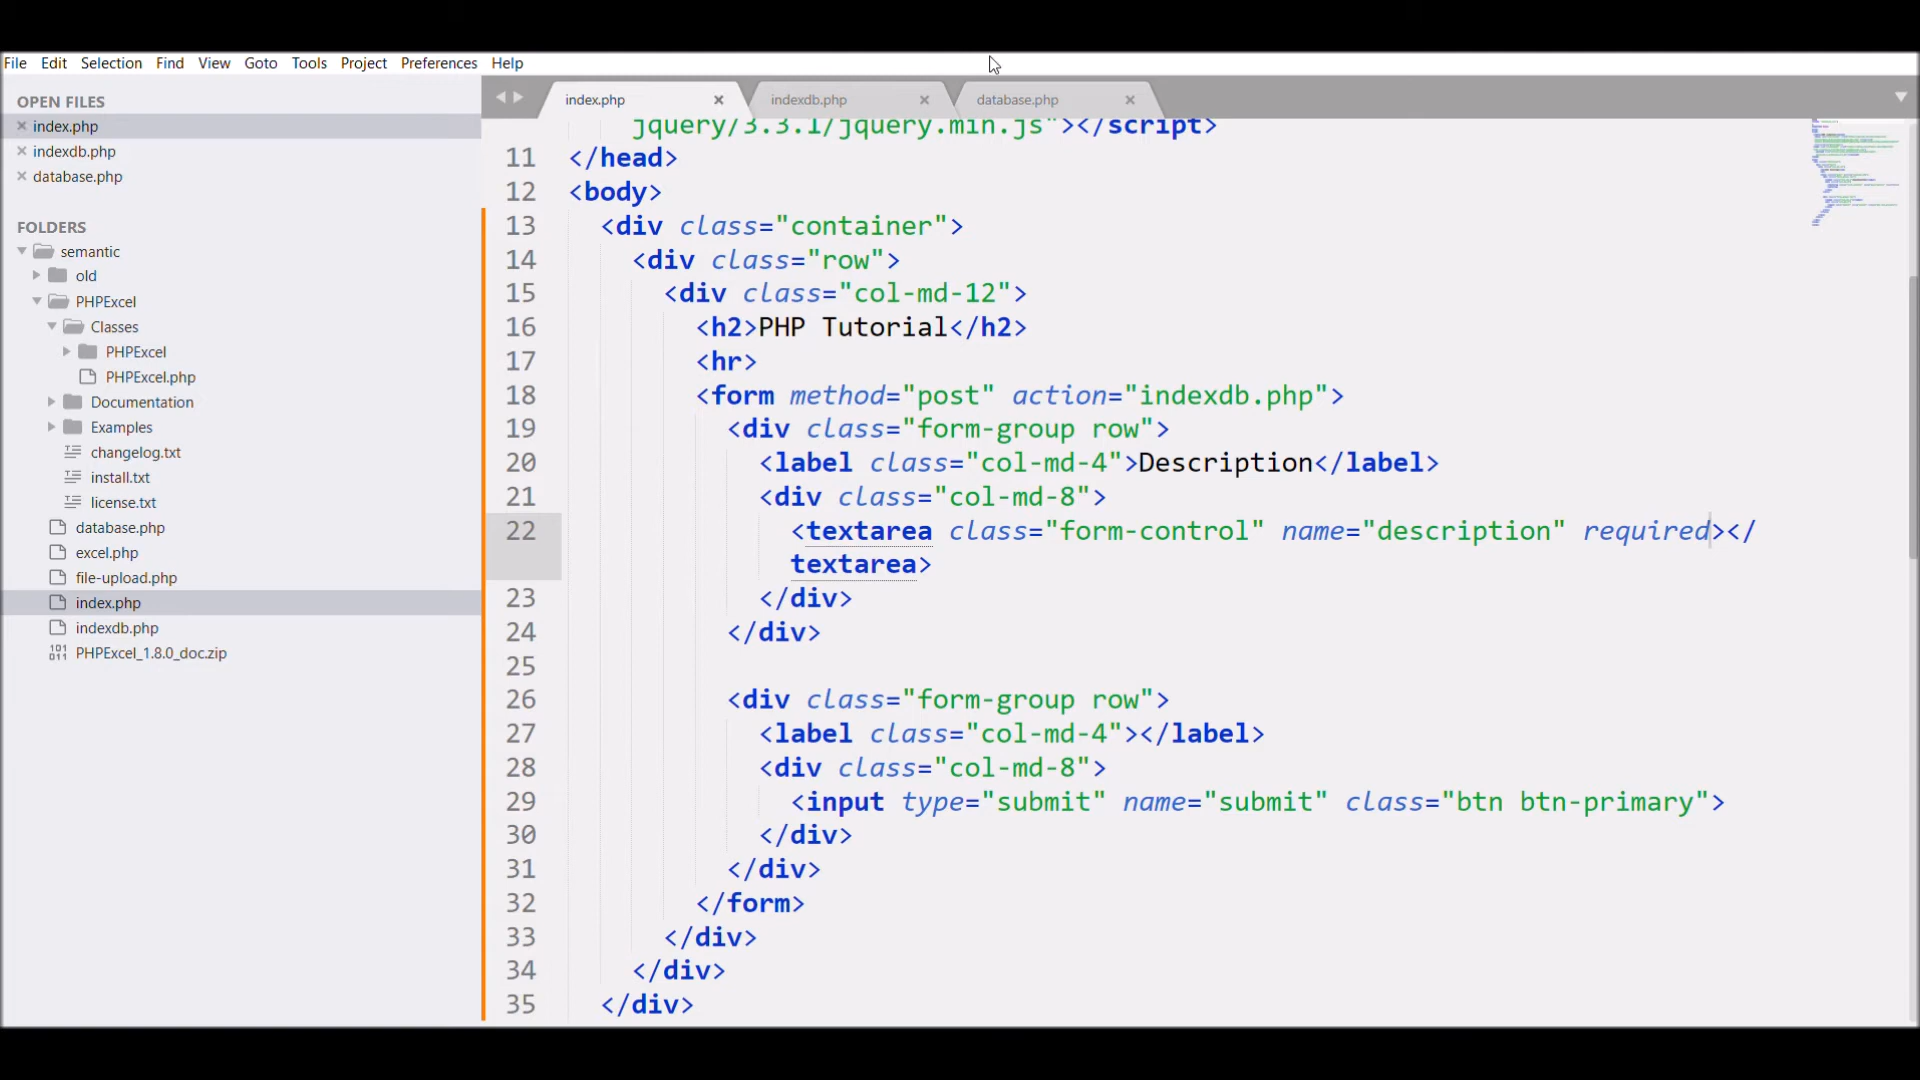 File Edit Selection Find View Goto Tools Project Preferences Help
OPEN FILES
index.php
indexdb.php
database.php
FOLDERS
semantic
old
PHPExcel
Classes
PHPExcel
PHPExcel.php
Documentation
Examples
changelog.txt
install.txt
license.txt
database.php
excel.php
file-upload.php
index.php
indexdb.php
PHPExcel_1.8.0_doc.zip
index.php indexdb.php database.php
jquery/3.3.1/jquery.min.js"></script>
11 </head>
12 <body>
13 <div class="container">
14 <div class="row">
15 <div class="col-md-12">
16 <h2>PHP Tutorial</h2>
17 <hr>
18 <form method="post" action="indexdb.php">
19 <div class="form-group row">
20 <label class="col-md-4">Description</label>
21 <div class="col-md-8">
22 <textarea class="form-control" name="description" required></
textarea>
23 </div>
24 </div>
25
26 <div class="form-group row">
27 <label class="col-md-4"></label>
28 <div class="col-md-8">
29 <input type="submit" name="submit" class="btn btn-primary">
30 </div>
31 </div>
32 </form>
33 </div>
34 </div>
35 </div>